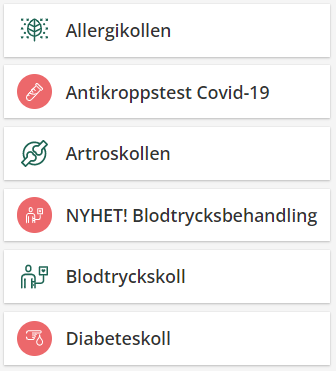 Allergikollen
Antikroppstest Covid-19
Artroskollen
NYHET! Blodtrycksbehandling
Blodtryckskoll
Diabeteskoll